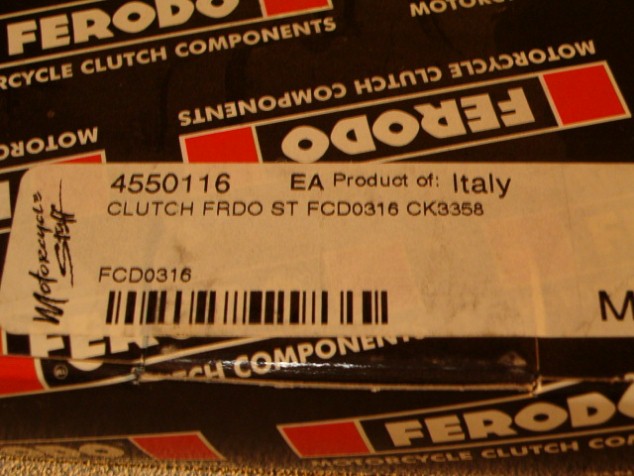 FERODO
MOTORCYCLE CLUTCH COMPONENTS
FERODO
MOTORCYCLE CLUTCH COMPONENTS
4550116 EA Product of: Italy
CLUTCH FRDO ST FCD0316 CK3358
FCD0316
Motorcycle
Stuff
M
CLUTCH COMPONENTS
FERODO
MOTORCYCLE CLUTCH